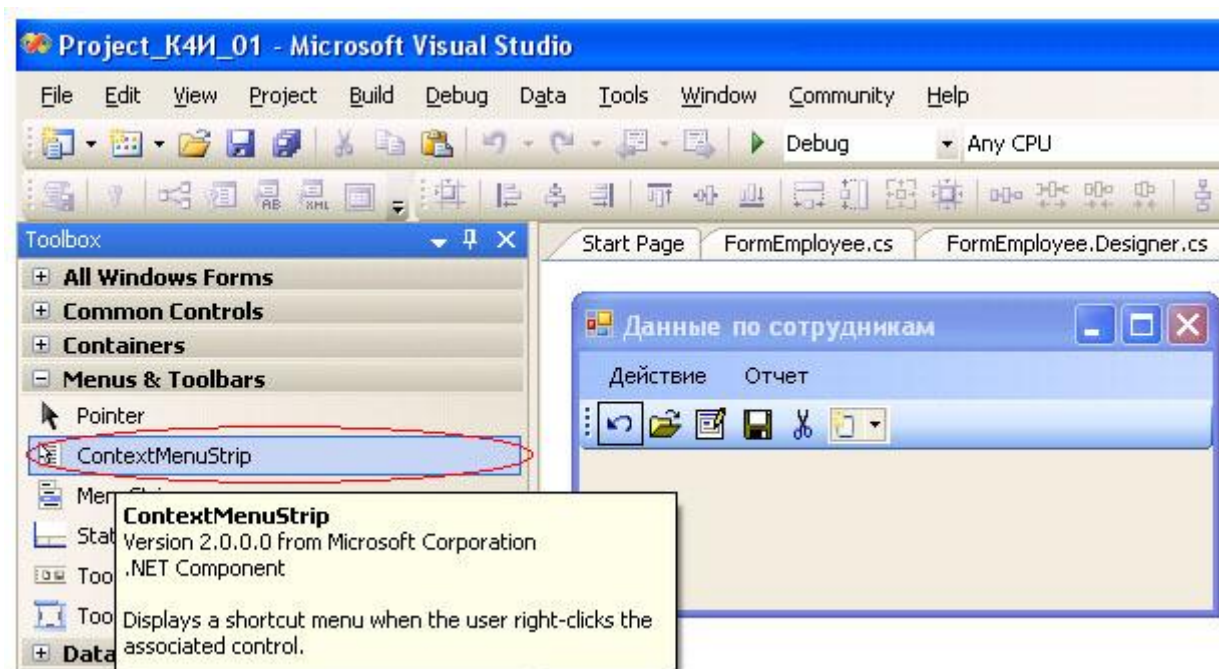 Project_К4И_01 - Microsoft Visual Studio
File Edit View Project Build Debug Data Tools Window Community Help
Debug Any CPU
Toolbox
Start Page FormEmployee.cs FormEmployee.Designer.cs
All Windows Forms
Common Controls
Containers
Menus & Toolbars
Pointer
ContextMenuStrip
Данные по сотрудникам
Действие Отчет
ContextMenuStrip
Version 2.0.0.0 from Microsoft Corporation
.NET Component
Displays a shortcut menu when the user right-clicks the
associated control.
Data